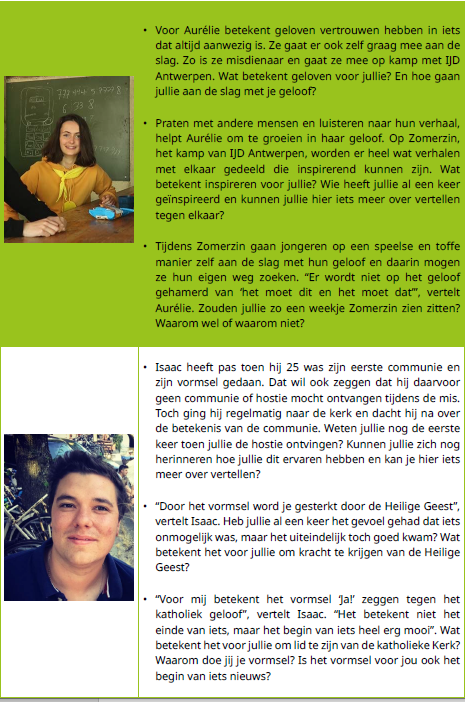 • Voor Aurélie betekent geloven vertrouwen hebben in iets
dat altijd aanwezig is. Ze gaat er ook zelf graag mee aan de
slag. Zo is ze misdienaar en gaat ze mee op kamp met IJD
Antwerpen. Wat betekent geloven voor jullie? En hoe gaan
jullie aan de slag met je geloof?
• Praten met andere mensen en luisteren naar hun verhaal,
helpt Aurélie om te groeien in haar geloof. Op Zomerzin,
het kamp van IJD Antwerpen, worden er heel wat verhalen
met elkaar gedeeld die inspirerend kunnen zijn. Wat
betekent inspireren voor jullie? Wie heeft jullie al een keer
geïnspireerd en kunnen jullie hier iets meer over vertellen
tegen elkaar?
• Tijdens Zomerzin gaan jongeren op een speelse en toffe
manier zelf aan de slag met hun geloof en daarin mogen
ze hun eigen weg zoeken. “Er wordt niet op het geloof
gehamerd van ‘het moet dit en het moet dat’”, vertelt
Aurélie. Zouden jullie zo een weekje Zomerzin zien zitten?
Waarom wel of waarom niet?
• Isaac heeft pas toen hij 25 was zijn eerste communie en
zijn vormsel gedaan. Dat wil ook zeggen dat hij daarvoor
geen communie of hostie mocht ontvangen tijdens de mis.
Toch ging hij regelmatig naar de kerk en dacht hij na over
de betekenis van de communie. Weten jullie nog de eerste
keer toen jullie de hostie ontvingen? Kunnen jullie zich nog
herinneren hoe jullie dit ervaren hebben en kan je hier iets
meer over vertellen?
• “Door het vormsel word je gesterkt door de Heilige Geest”,
vertelt Isaac. Heb jullie al een keer het gevoel gehad dat iets
onmogelijk was, maar het uiteindelijk toch goed kwam? Wat
betekent het voor jullie om kracht te krijgen van de Heilige
Geest?
• “Voor mij betekent het vormsel ‘Ja!’ zeggen tegen het
katholiek geloof”, vertelt Isaac. “Het betekent niet het
einde van iets, maar het begin van iets heel erg mooi”. Wat
betekent het voor jullie om lid te zijn van de katholieke Kerk?
Waarom doe jij je vormsel? Is het vormsel voor jou ook het
begin van iets nieuws?